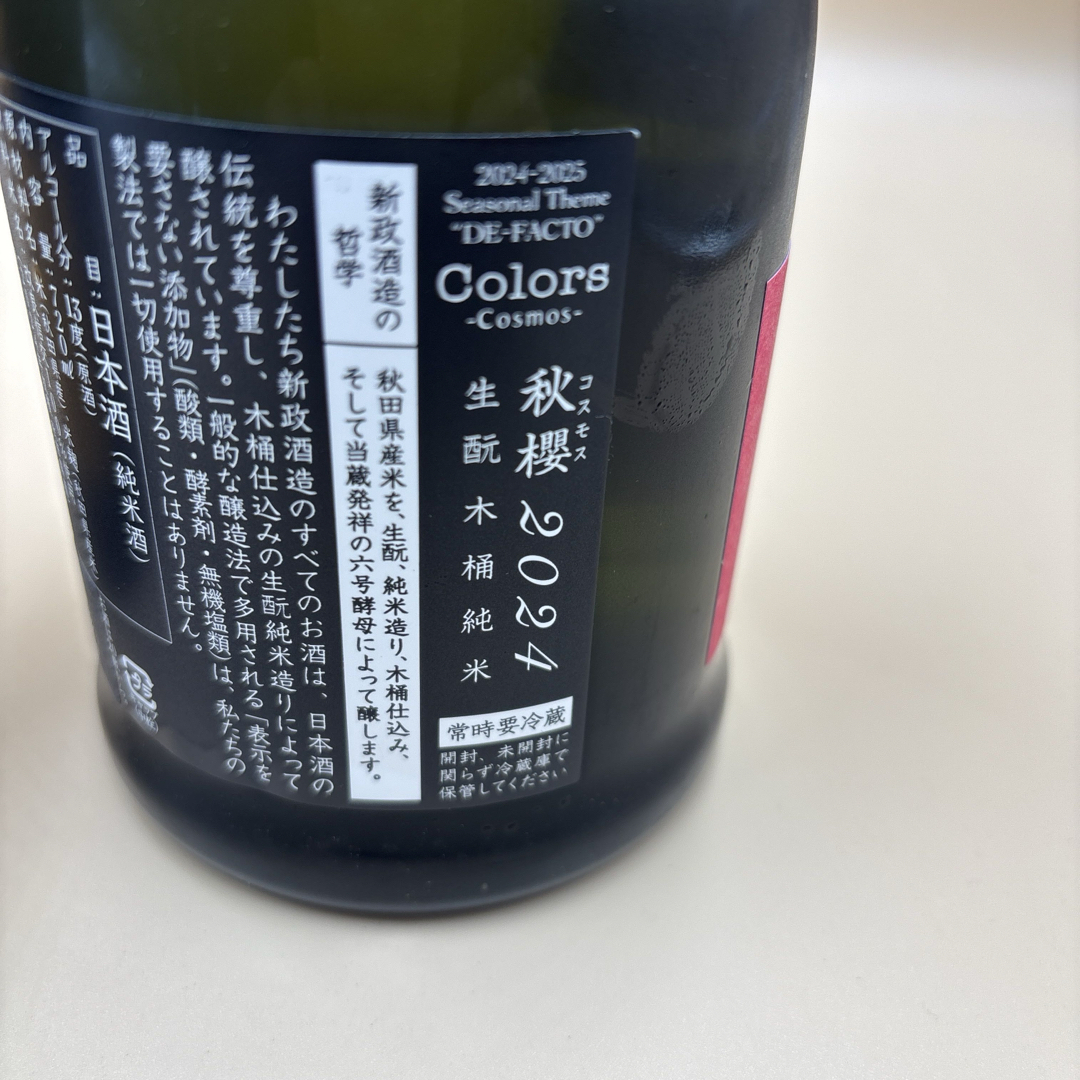 2024-2025
Seasonal Theme
"DE-FACTO"
Colors
-Cosmos-
コスモス
秋櫻 2024
生酛木桶純米
常時要冷蔵
開封、未開封に
関らず冷蔵庫で
保管してください
新政酒造の
哲学
秋田県産米を、生酛、純米造り、木桶仕込み、
そして当蔵発祥の六号酵母によって醸します。
わたしたち新政酒造のすべてのお酒は、日本酒の
伝統を尊重し、木桶仕込みの生酛純米造りによって
醸されています。一般的な醸造法で多用される「表示を
要さない添加物」(酸類・酵素剤・無機塩類)は、私たちの
製法では一切使用することはありません。
品目:日本酒(純米酒)
アルコール分:13度(原酒)
内容量:720ml